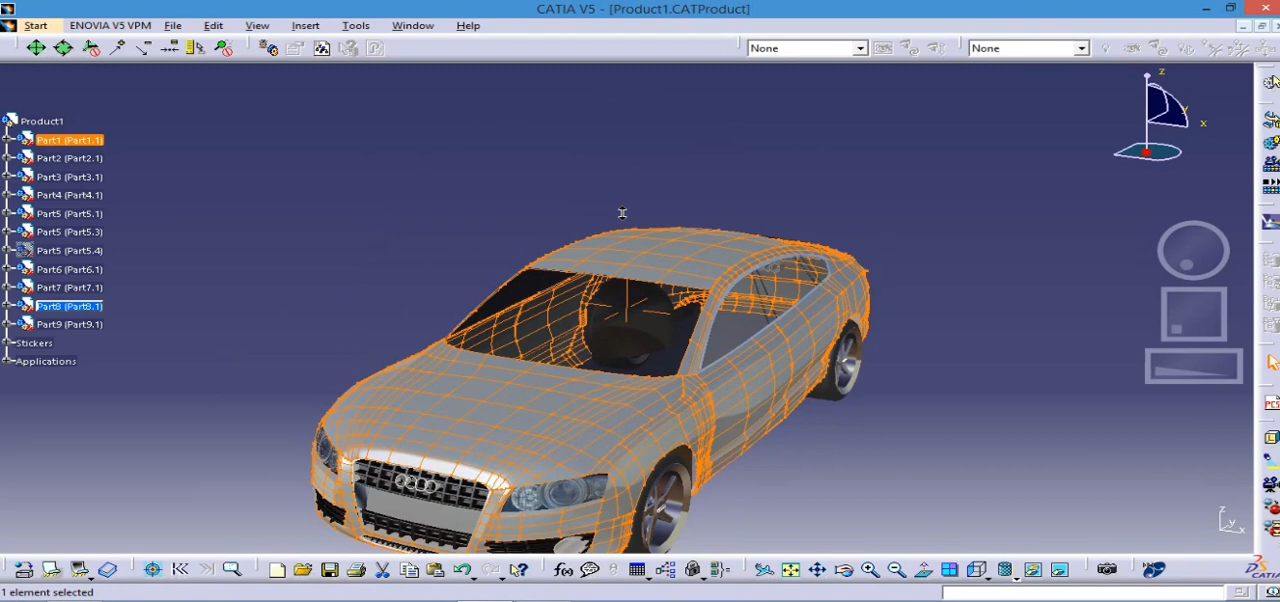 CATIA V5 - [Product1.CATProduct]
Start ENOVIA V5 VPM File Edit View Insert Tools Window Help
None None
Product1
Part1 (Part1.1)
Part2 (Part2.1)
Part3 (Part3.1)
Part4 (Part4.1)
Part5 (Part5.1)
Part5 (Part5.3)
Part5 (Part5.4)
Part6 (Part6.1)
Part7 (Part7.1)
Part8 (Part8.1)
Part9 (Part9.1)
Stickers
Applications
z
y
x
z
y
x
f(x)
CATIA
1 element selected